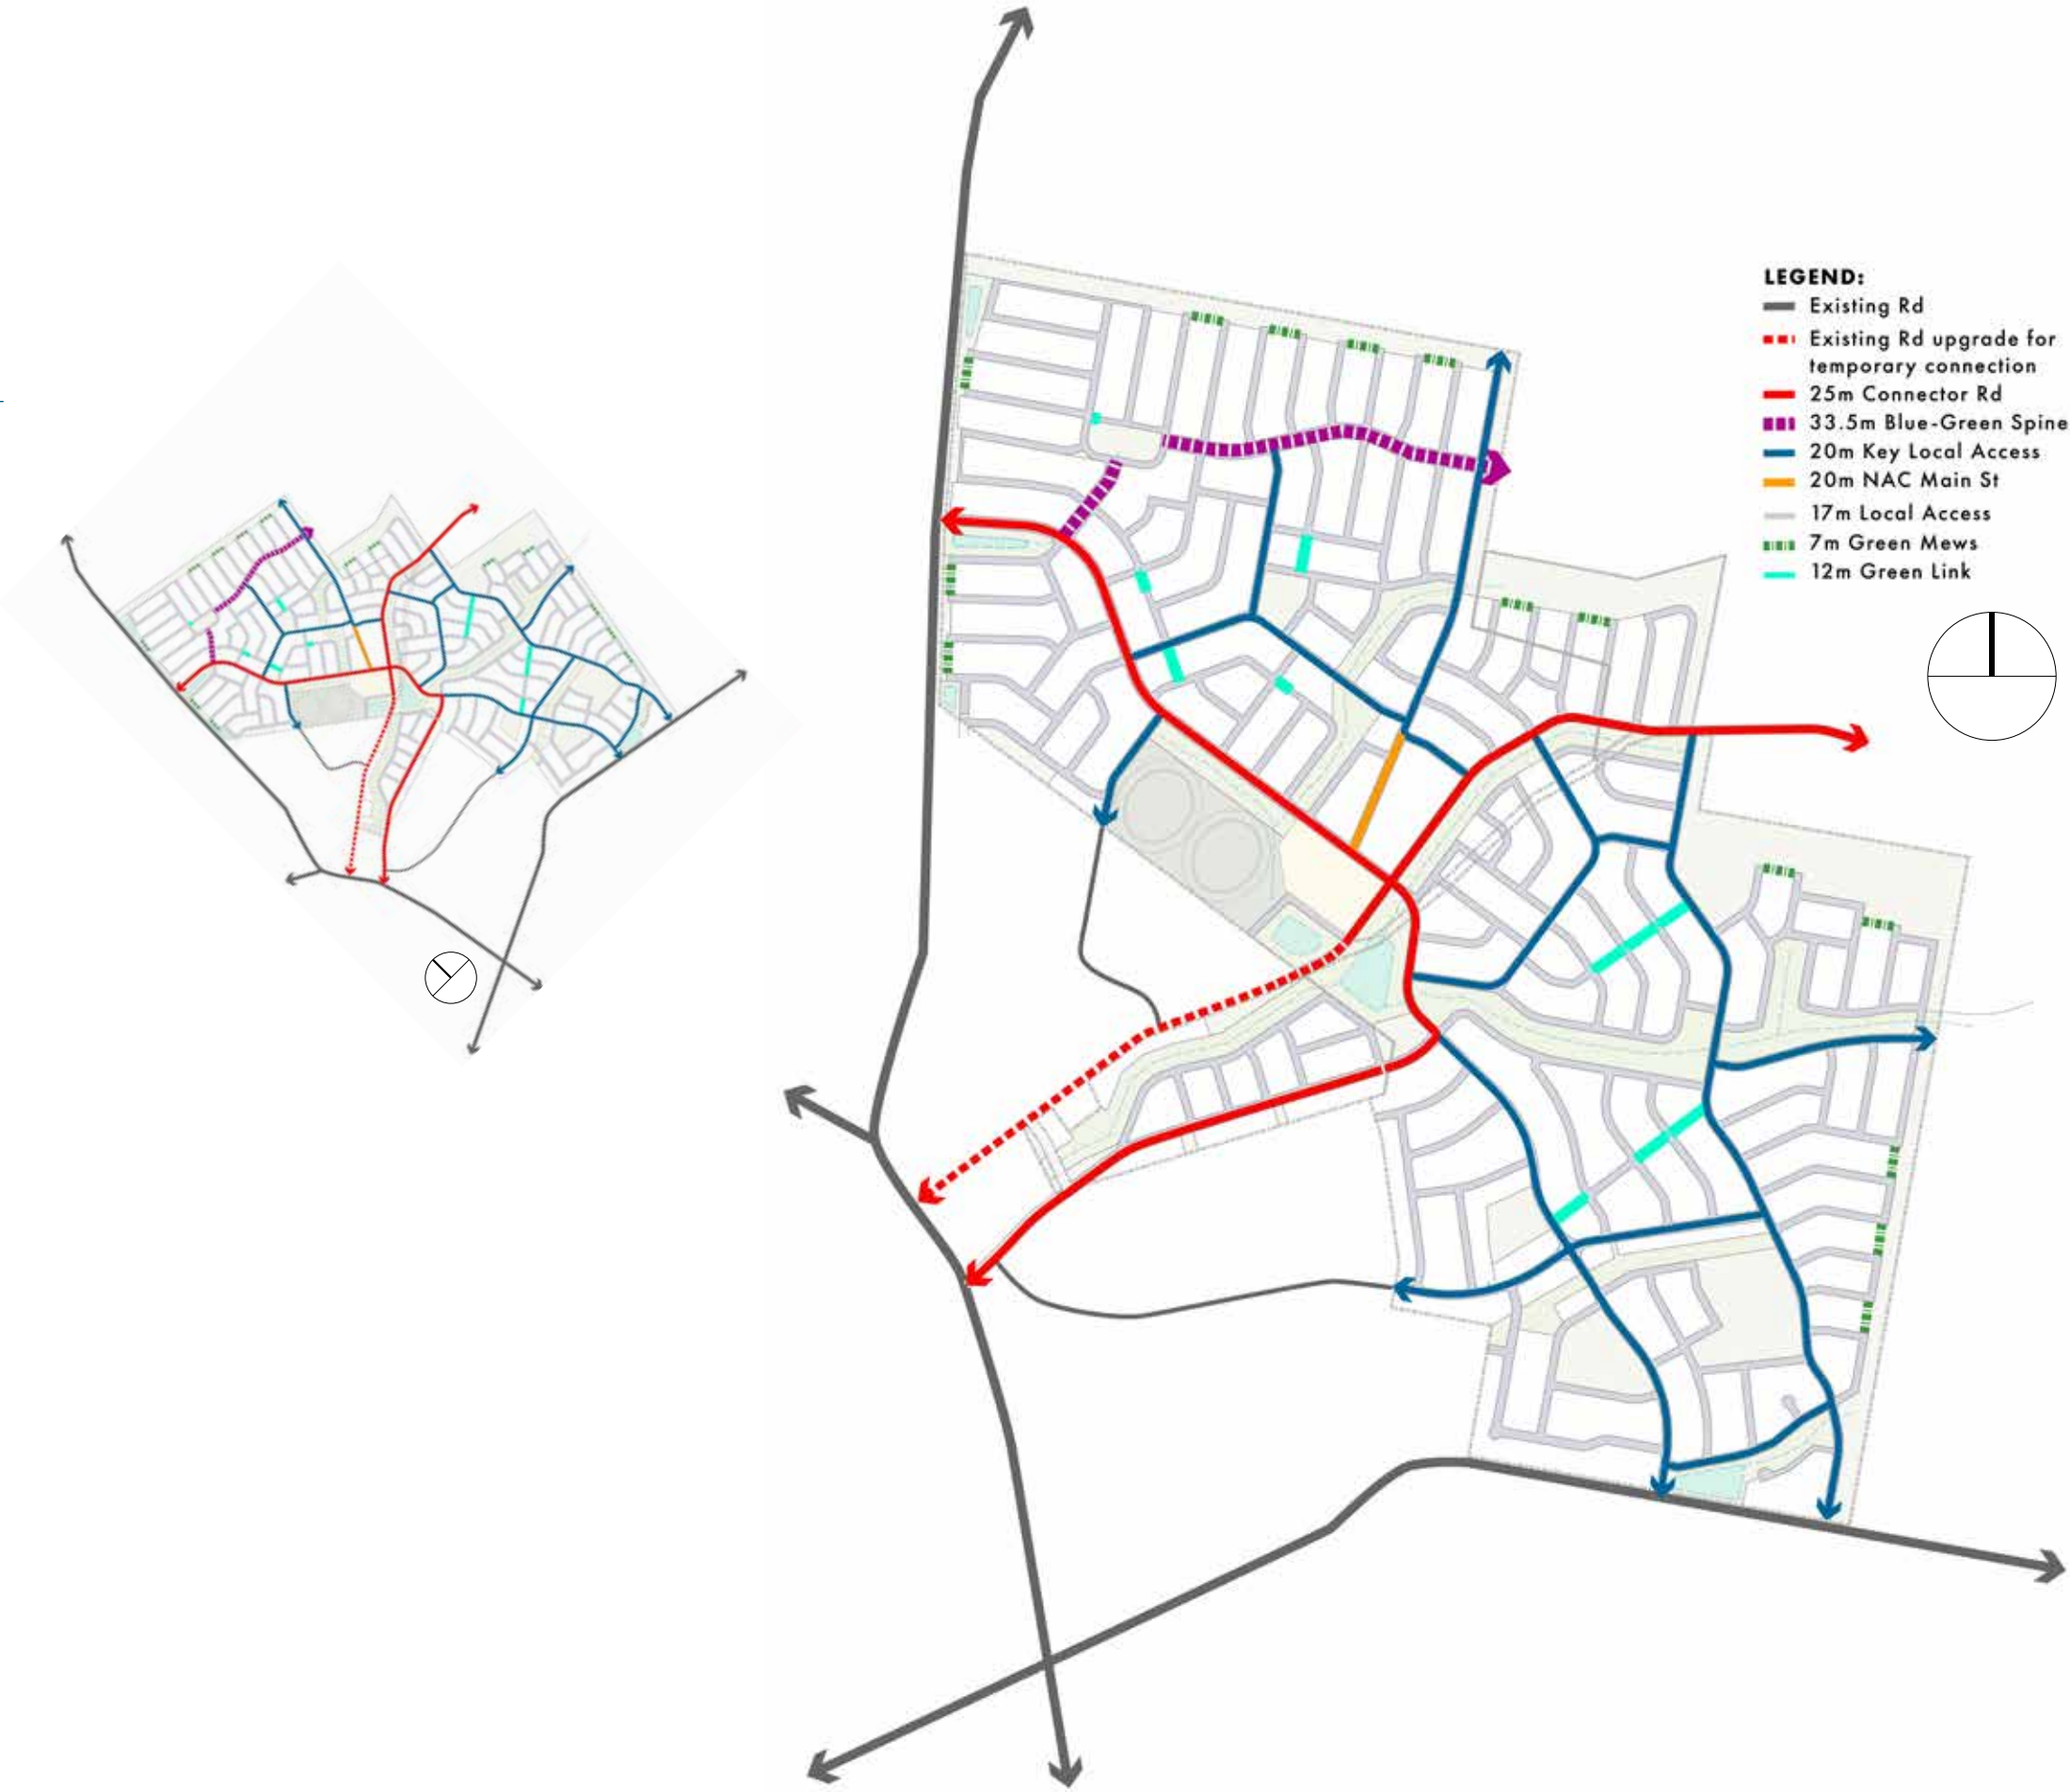 LEGEND:
Existing Rd
Existing Rd upgrade for
temporary connection
25m Connector Rd
33.5m Blue-Green Spine
20m Key Local Access
20m NAC Main St
17m Local Access
7m Green Mews
12m Green Link